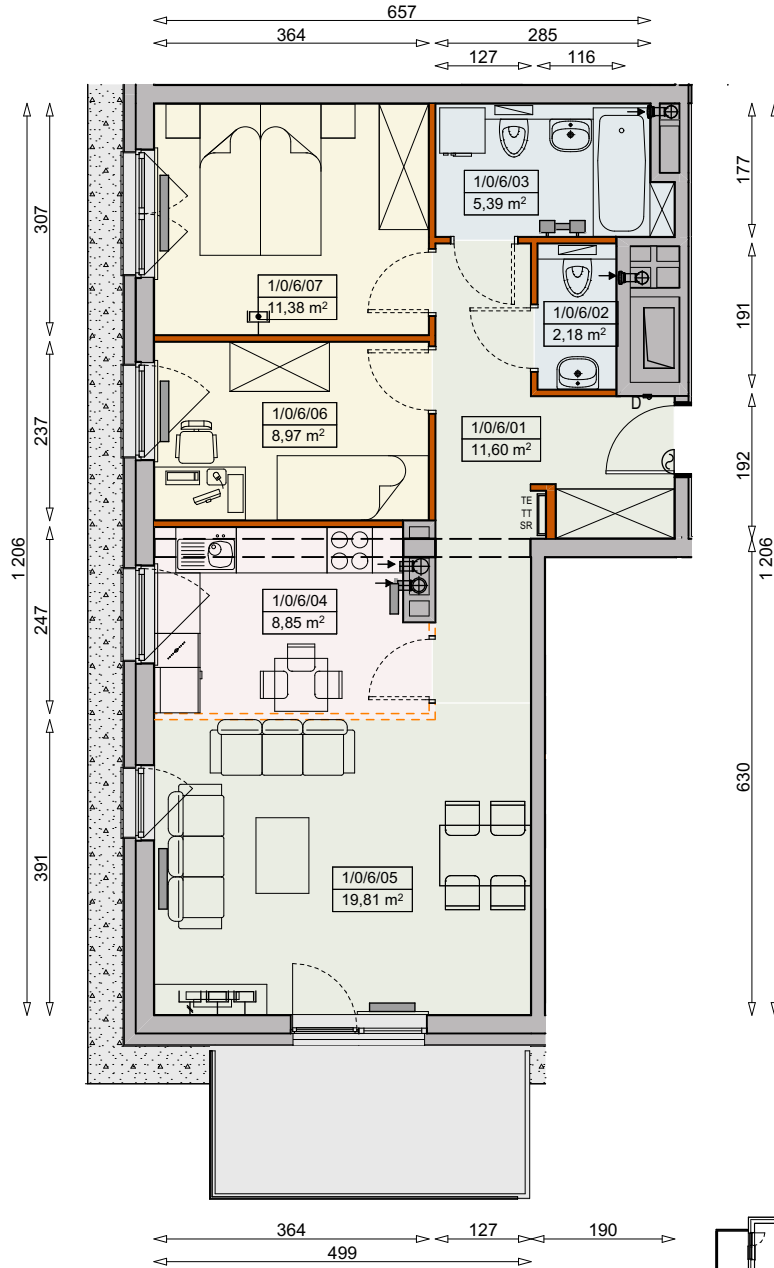 657
364
285
127
116
1 206
307
237
247
391
1/0/6/03
5,39 m²
1/0/6/07
11,38 m²
1/0/6/02
2,18 m²
1/0/6/06
8,97 m²
1/0/6/01
11,60 m²
D
TE
TT
SR
1/0/6/04
8,85 m²
1/0/6/05
19,81 m²
177
191
192
630
1 206
364
127
190
499